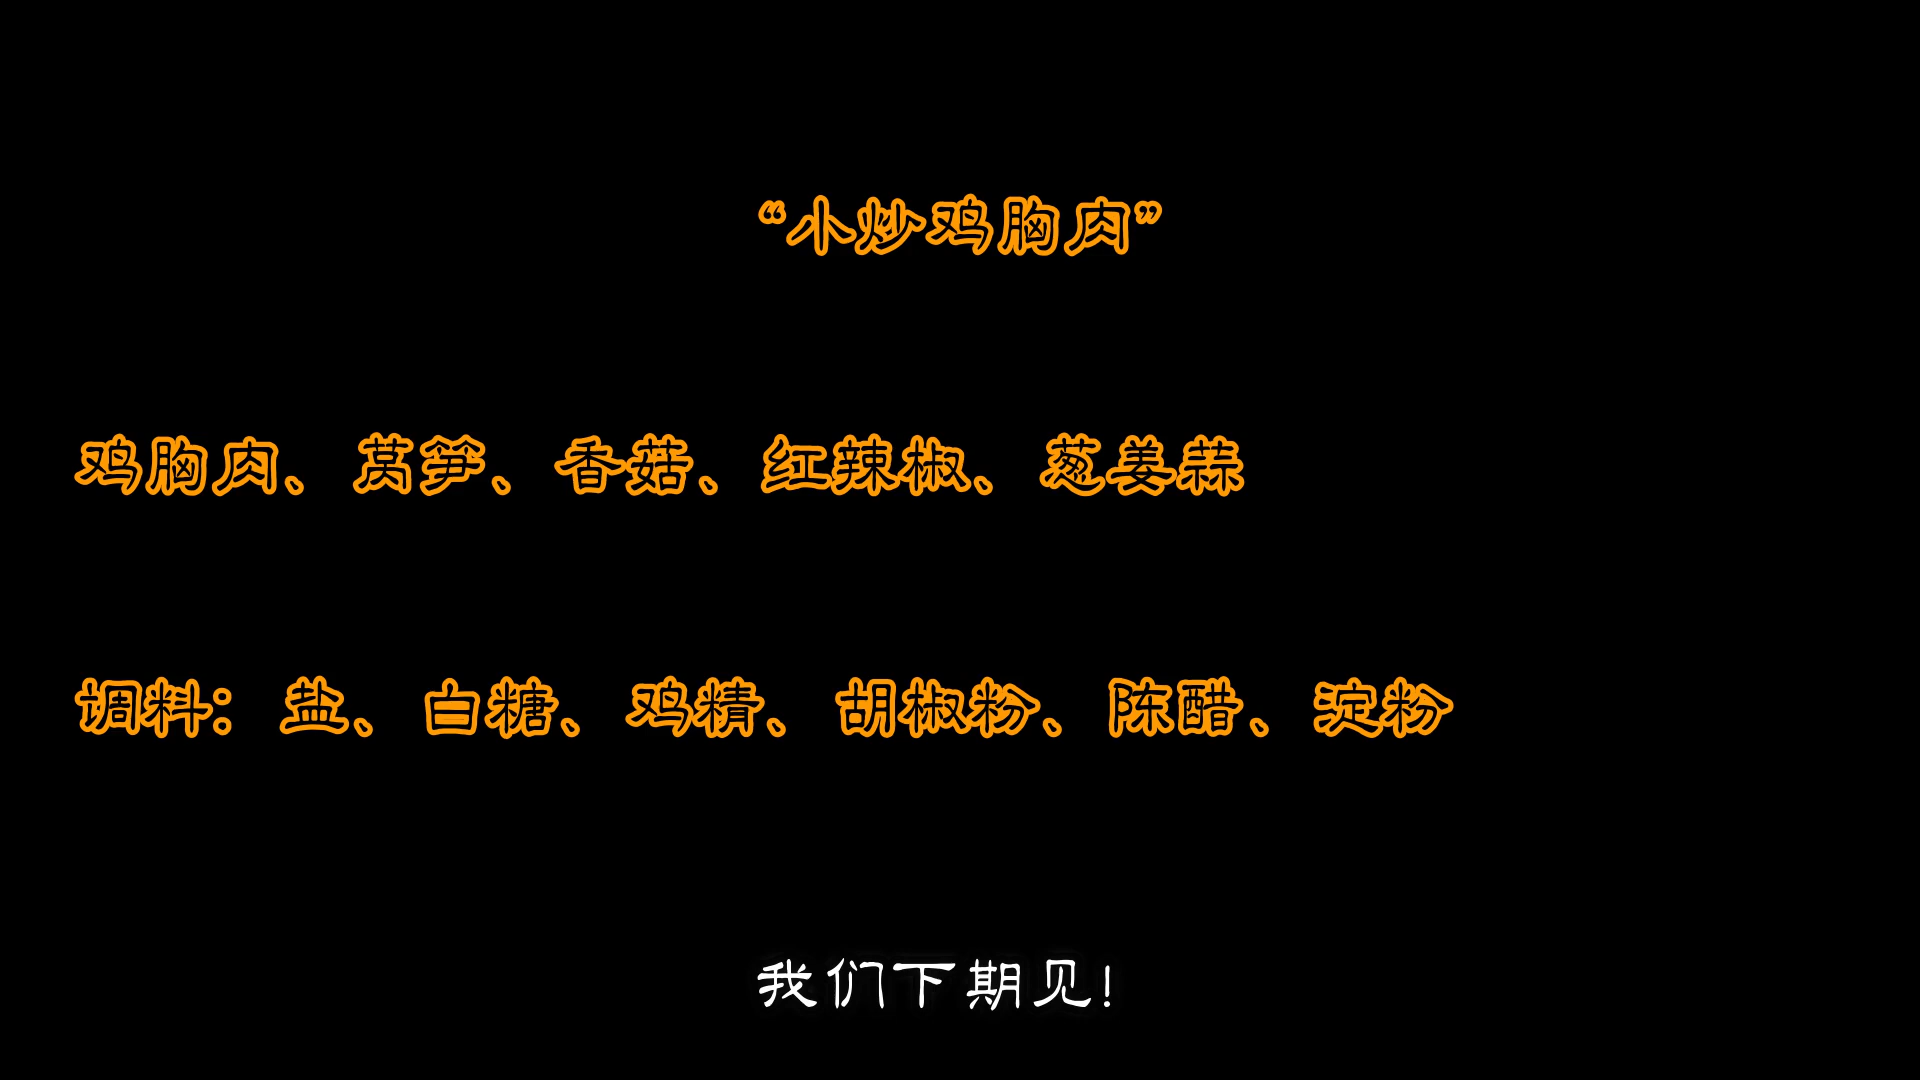 “小炒鸡胸肉”
鸡胸肉、莴笋、香菇、红辣椒、葱姜蒜
调料：盐、白糖、鸡精、胡椒粉、陈醋、淀粉
我们下期见！